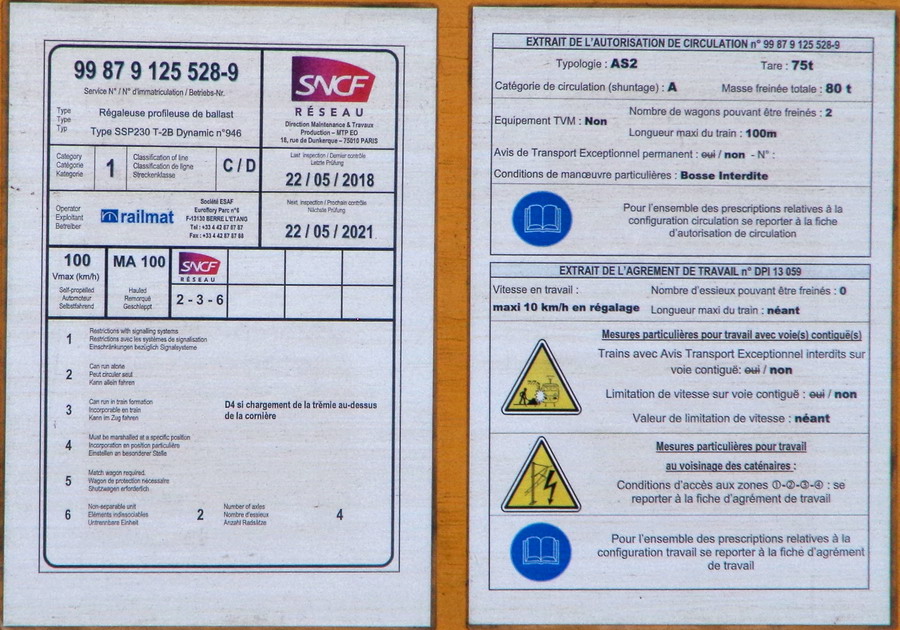 99 87 9 125 528-9
Service N° / N° d'immatriculation / Betriebs-Nr.
Type
Type
Typ
Régaleuse profileuse de ballast
Type SSP230 T-2B Dynamic n°946
SNCF
RÉSEAU
Direction Maintenance & Travaux
Production – MTP EO
18, rue de Dunkerque – 75010 PARIS
Category
Catégorie
Kategorie
1
Classification of line
Classification de ligne
Streckenklasse
C / D
Last inspection / Dernier contrôle
Letzte Prüfung
22 / 05 / 2018
Operator
Exploitant
Betreiber
railmat
Société ESAF
Euroflory Parc n°6
F-13130 BERRE L'ETANG
Tel : +33 4 42 87 87 87
Fax : +33 4 42 87 87 88
Next. inspection / Prochain contrôle
Nächste Prüfung
22 / 05 / 2021
100
Vmax (km/h)
Self-propelled
Automoteur
Selbstfahrend
MA 100
Hauled
Remorqué
Geschleppt
SNCF
RÉSEAU
2 - 3 - 6
1
Restrictions with signalling systems
Restrictions avec les systèmes de signalisation
Einschränkungen bezüglich Signalsysteme
2
Can run alone
Peut circuler seul
Kann allein fahren
3
Can run in train formation
Incorporable en train
Kann im Zug fahren
D4 si chargement de la trèmie au-dessus
de la cornière
4
Must be marshalled at a specific position
Incorporation en position particulière
Einstellen an besonderer Stelle
5
Match wagon required.
Wagon de protection nécessaire
Shutzwagen erforderlich
6
Non-separable unit
Eléments indissociables
Untrennbare Einheit
2
Number of axles
Nombre d'essieux
Anzahl Radsätze
4
EXTRAIT DE L'AUTORISATION DE CIRCULATION n° 99 87 9 125 528-9
Typologie : AS2
Tare : 75t
Catégorie de circulation (shuntage) : A
Masse freinée totale : 80 t
Equipement TVM : Non
Nombre de wagons pouvant être freinés : 2
Longueur maxi du train : 100m
Avis de Transport Exceptionnel permanent : oui / non - N° :
Conditions de manœuvre particulières : Bosse Interdite
Pour l'ensemble des prescriptions relatives à la
configuration circulation se reporter à la fiche
d'autorisation de circulation
EXTRAIT DE L'AGREMENT DE TRAVAIL n° DPI 13 059
Vitesse en travail :
maxi 10 km/h en régalage
Nombre d'essieux pouvant être freinés : 0
Longueur maxi du train : néant
Mesures particulières pour travail avec voie(s) contiguë(s)
Trains avec Avis Transport Exceptionnel interdits sur
voie contiguë: oui / non
Limitation de vitesse sur voie contiguë : oui / non
Valeur de limitation de vitesse : néant
Mesures particulières pour travail
au voisinage des caténaires :
Conditions d'accès aux zones ①-②-③-④ : se
reporter à la fiche d'agrément de travail
Pour l'ensemble des prescriptions relatives à la
configuration travail se reporter à la fiche d'agrément
de travail